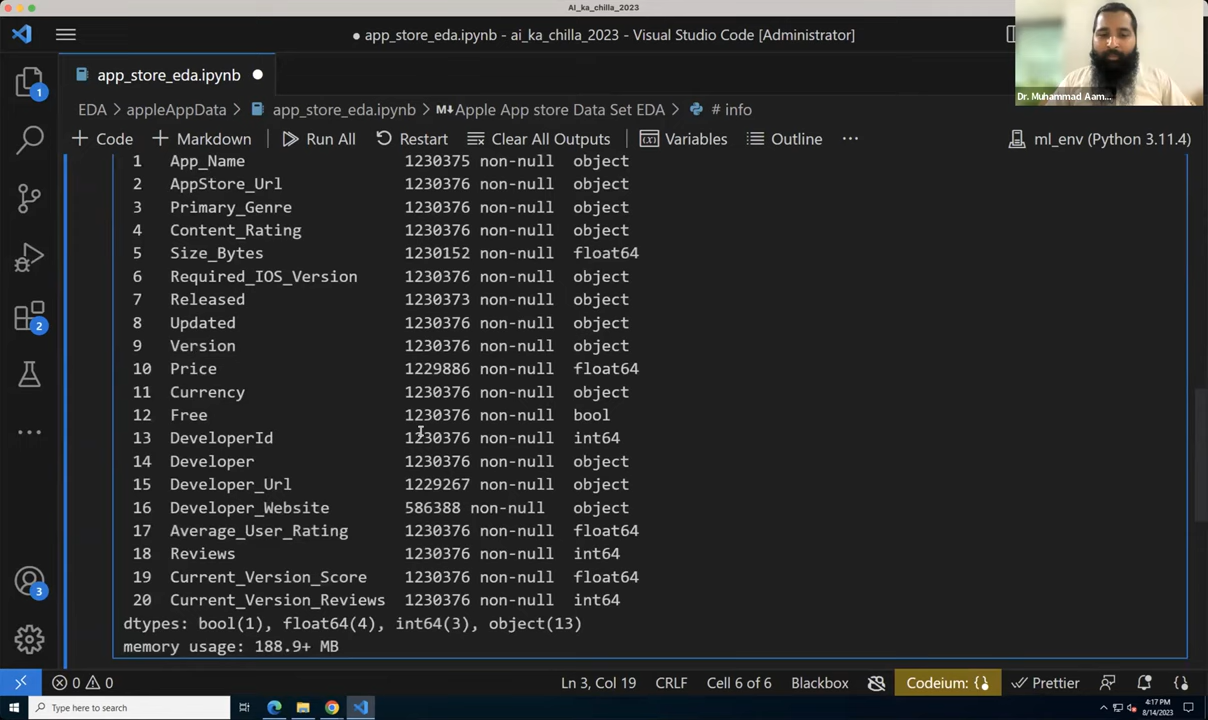 AI_ka_chilla_2023
● app_store_eda.ipynb - ai_ka_chilla_2023 - Visual Studio Code [Administrator]
app_store_eda.ipynb ●
EDA > appleAppData > app_store_eda.ipynb > M↓Apple App store Data Set EDA > # info
+ Code + Markdown Run All Restart Clear All Outputs Variables Outline ... ml_env (Python 3.11.4)
1 App_Name 1230375 non-null object
2 AppStore_Url 1230376 non-null object
3 Primary_Genre 1230376 non-null object
4 Content_Rating 1230376 non-null object
5 Size_Bytes 1230152 non-null float64
6 Required_IOS_Version 1230376 non-null object
7 Released 1230373 non-null object
8 Updated 1230376 non-null object
9 Version 1230376 non-null object
10 Price 1229886 non-null float64
11 Currency 1230376 non-null object
12 Free 1230376 non-null bool
13 DeveloperId 1230376 non-null int64
14 Developer 1230376 non-null object
15 Developer_Url 1229267 non-null object
16 Developer_Website 586388 non-null object
17 Average_User_Rating 1230376 non-null float64
18 Reviews 1230376 non-null int64
19 Current_Version_Score 1230376 non-null float64
20 Current_Version_Reviews 1230376 non-null int64
dtypes: bool(1), float64(4), int64(3), object(13)
memory usage: 188.9+ MB
Dr. Muhammad Aam...
1
2
3
0 0 Ln 3, Col 19 CRLF Cell 6 of 6 Blackbox Codeium: {} Prettier
Type here to search
4:17 PM
8/14/2023